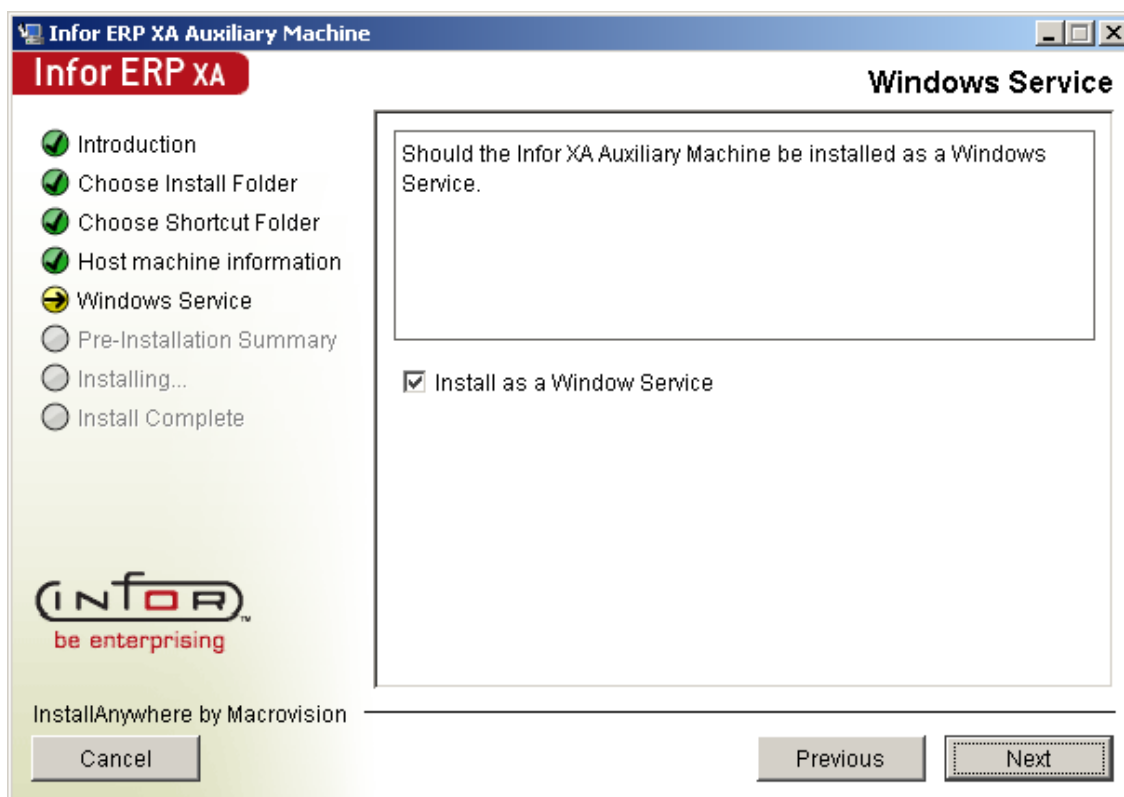 Infor ERP XA Auxiliary Machine
Infor ERP XA
Windows Service
Introduction
Choose Install Folder
Choose Shortcut Folder
Host machine information
Windows Service
Pre-Installation Summary
Installing...
Install Complete
Should the Infor XA Auxiliary Machine be installed as a Windows
Service.
Install as a Window Service
INFOR™
be enterprising
InstallAnywhere by Macrovision
Cancel
Previous
Next